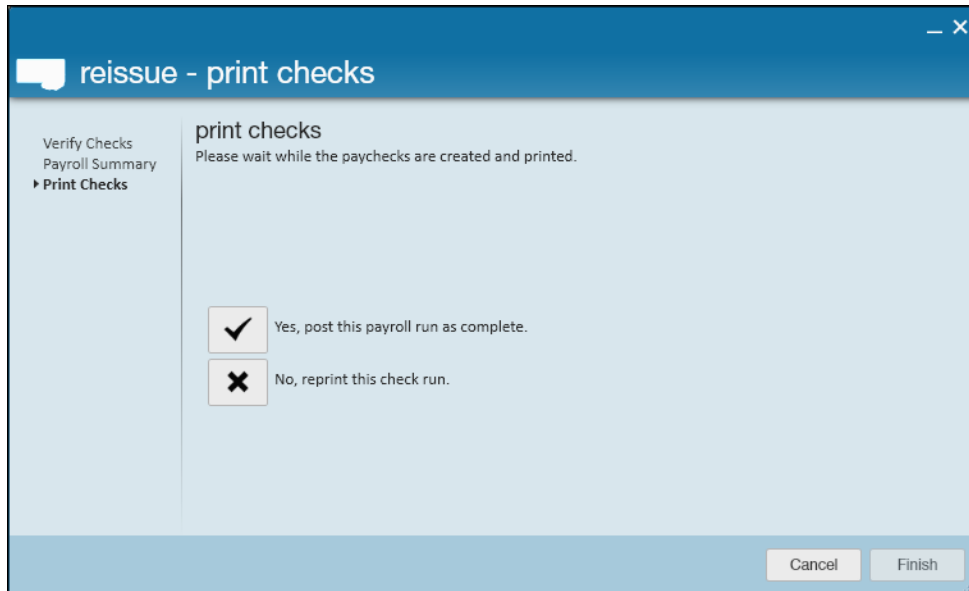 reissue - print checks
Verify Checks
Payroll Summary
Print Checks
print checks
Please wait while the paychecks are created and printed.
Yes, post this payroll run as complete.
No, reprint this check run.
Cancel
Finish